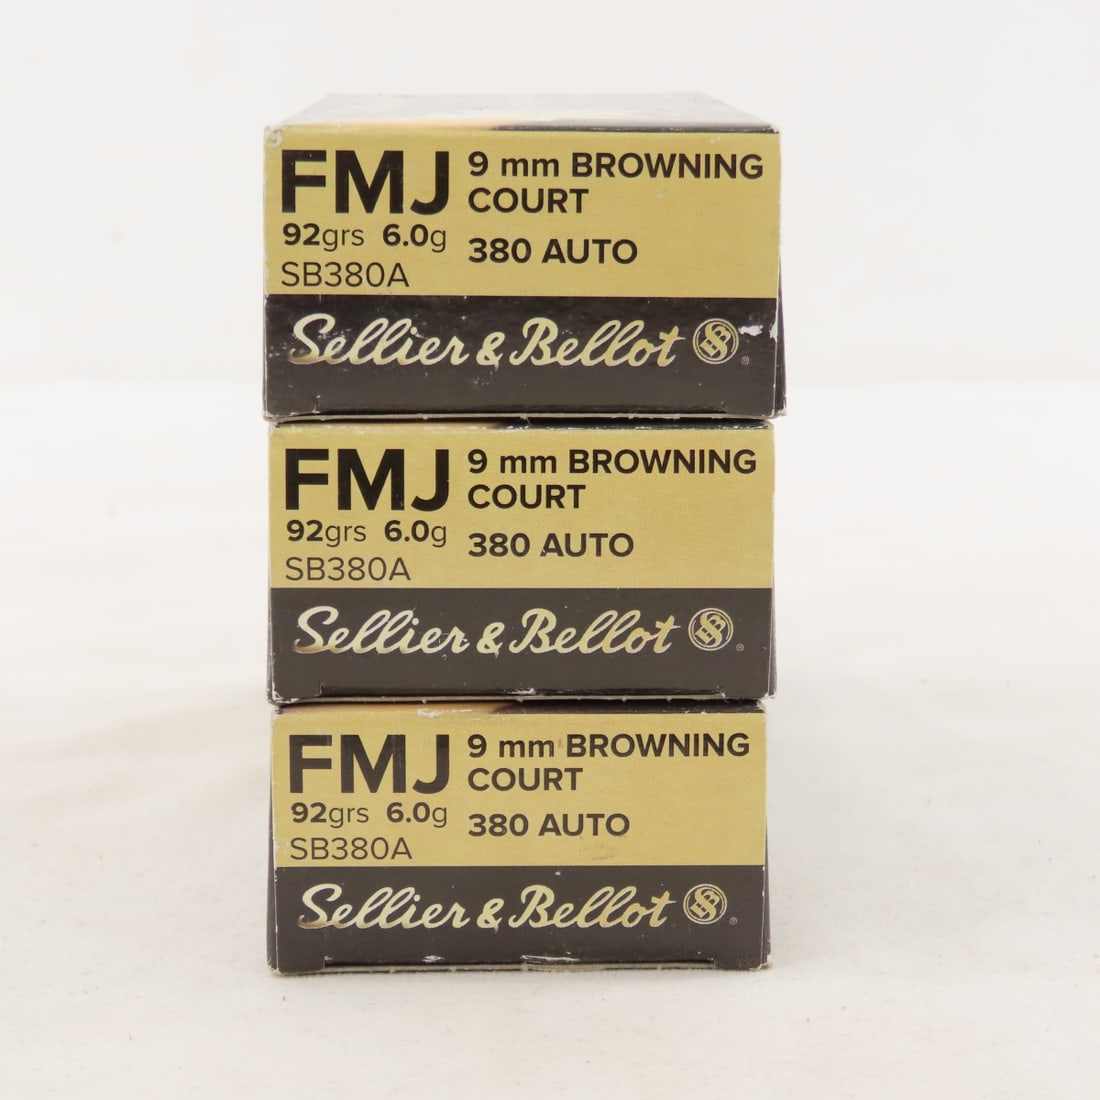 FMJ 9 mm BROWNING
COURT
92grs 6.0g 380 AUTO
SB380A
Sellier & Bellot
FMJ 9 mm BROWNING
COURT
92grs 6.0g 380 AUTO
SB380A
Sellier & Bellot
FMJ 9 mm BROWNING
COURT
92grs 6.0g 380 AUTO
SB380A
Sellier & Bellot